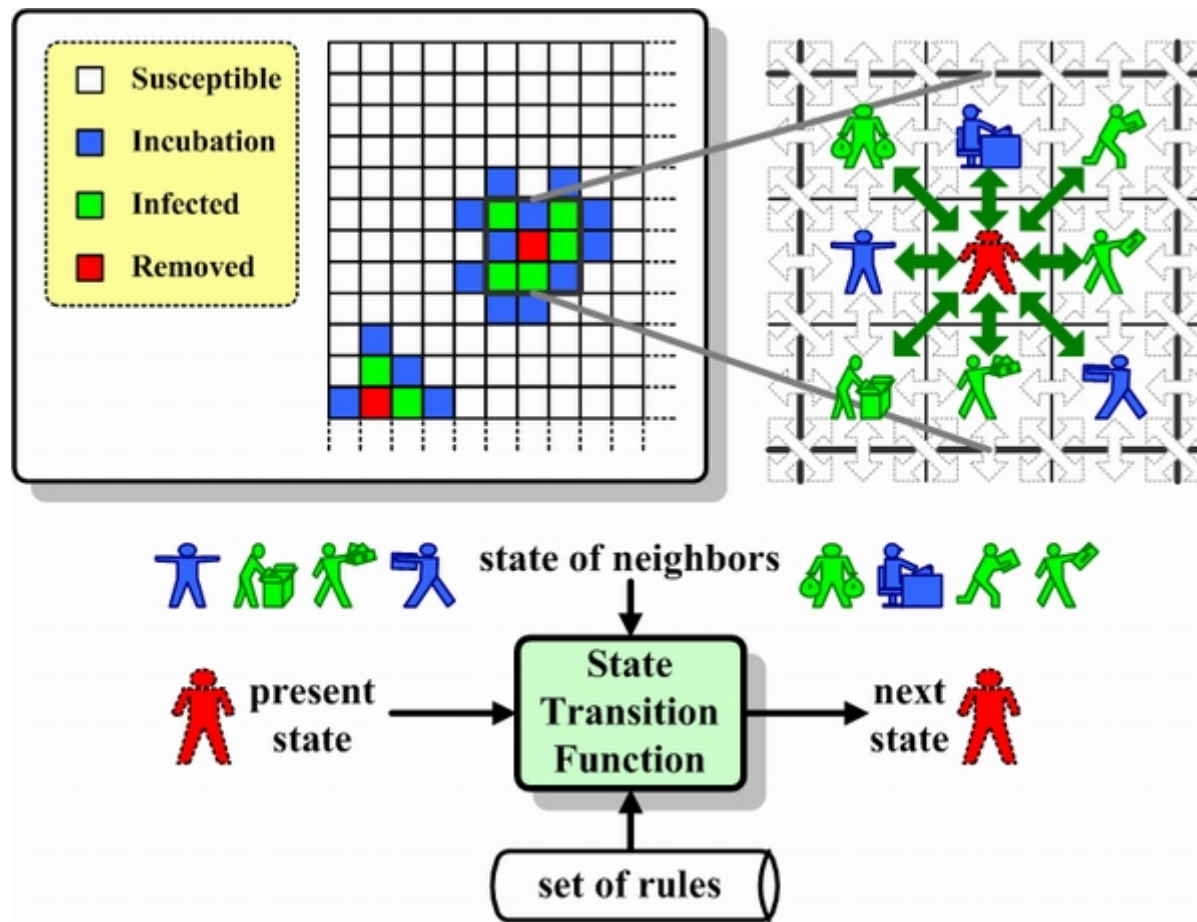 Susceptible
Incubation
Infected
Removed
state of neighbors
present
state
State
Transition
Function
next
state
set of rules